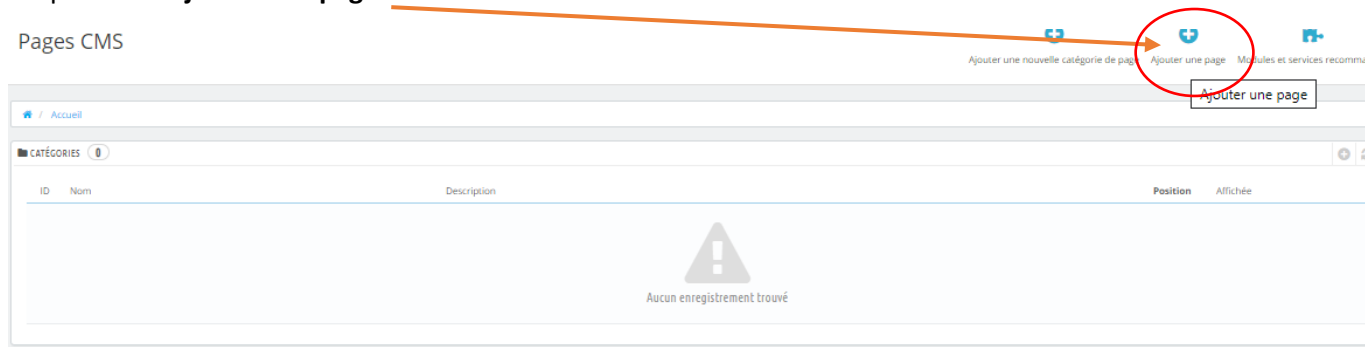 Pages CMS
Ajouter une nouvelle catégorie de page
Ajouter une page
Modules et services
Ajouter une page
/ Accueil
CATÉGORIES 0
ID Nom Description Position Affichée
Aucun enregistrement trouvé